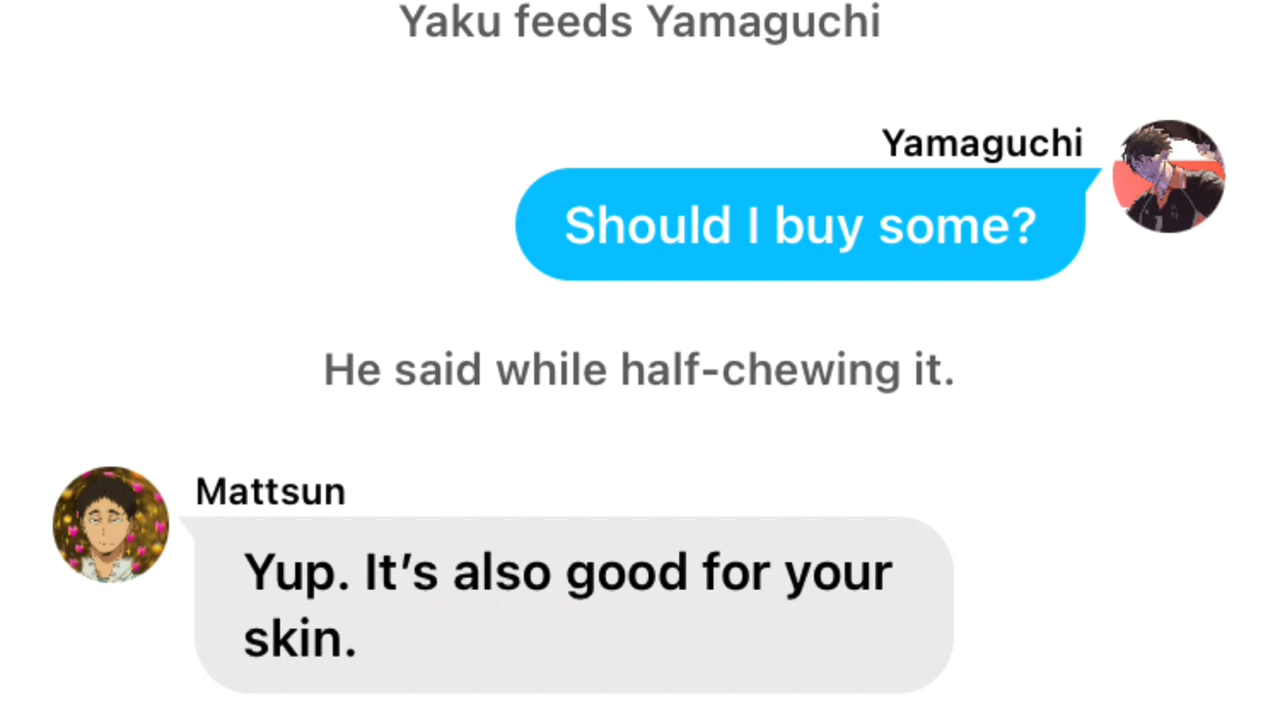 Yaku feeds Yamaguchi
Yamaguchi
Should I buy some?
He said while half-chewing it.
Mattsun
Yup. It’s also good for your
skin.